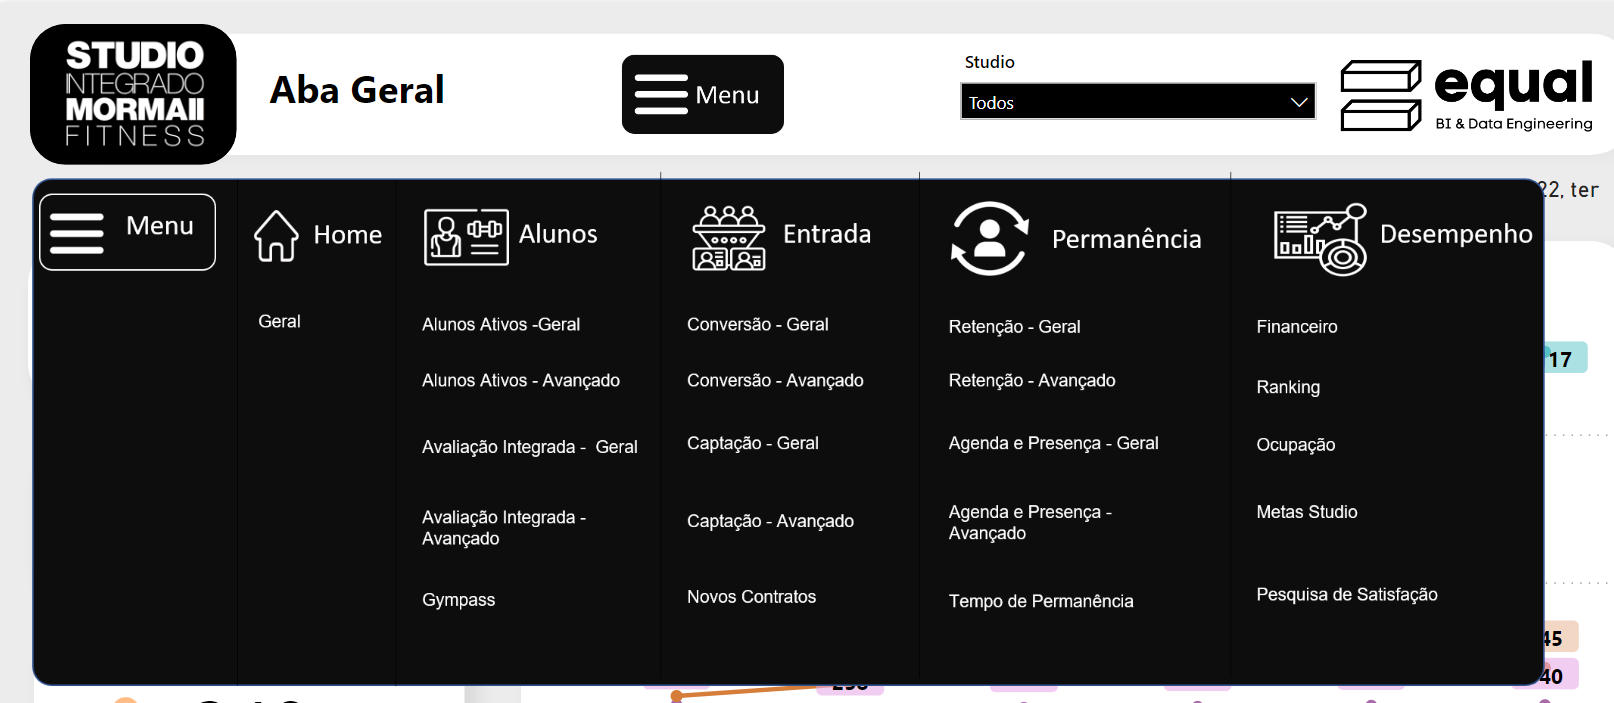 STUDIO
INTEGRADO
MORMAII
FITNESS
Aba Geral
Menu
Studio
Todos
equal
BI & Data Engineering
22, ter
Menu
Home
Alunos
Entrada
Permanência
Desempenho
Geral
Alunos Ativos -Geral
Alunos Ativos - Avançado
Avaliação Integrada - Geral
Avaliação Integrada -
Avançado
Gympass
Conversão - Geral
Conversão - Avançado
Captação - Geral
Captação - Avançado
Novos Contratos
Retenção - Geral
Retenção - Avançado
Agenda e Presença - Geral
Agenda e Presença -
Avançado
Tempo de Permanência
Financeiro
Ranking
Ocupação
Metas Studio
Pesquisa de Satisfação
17
45
40